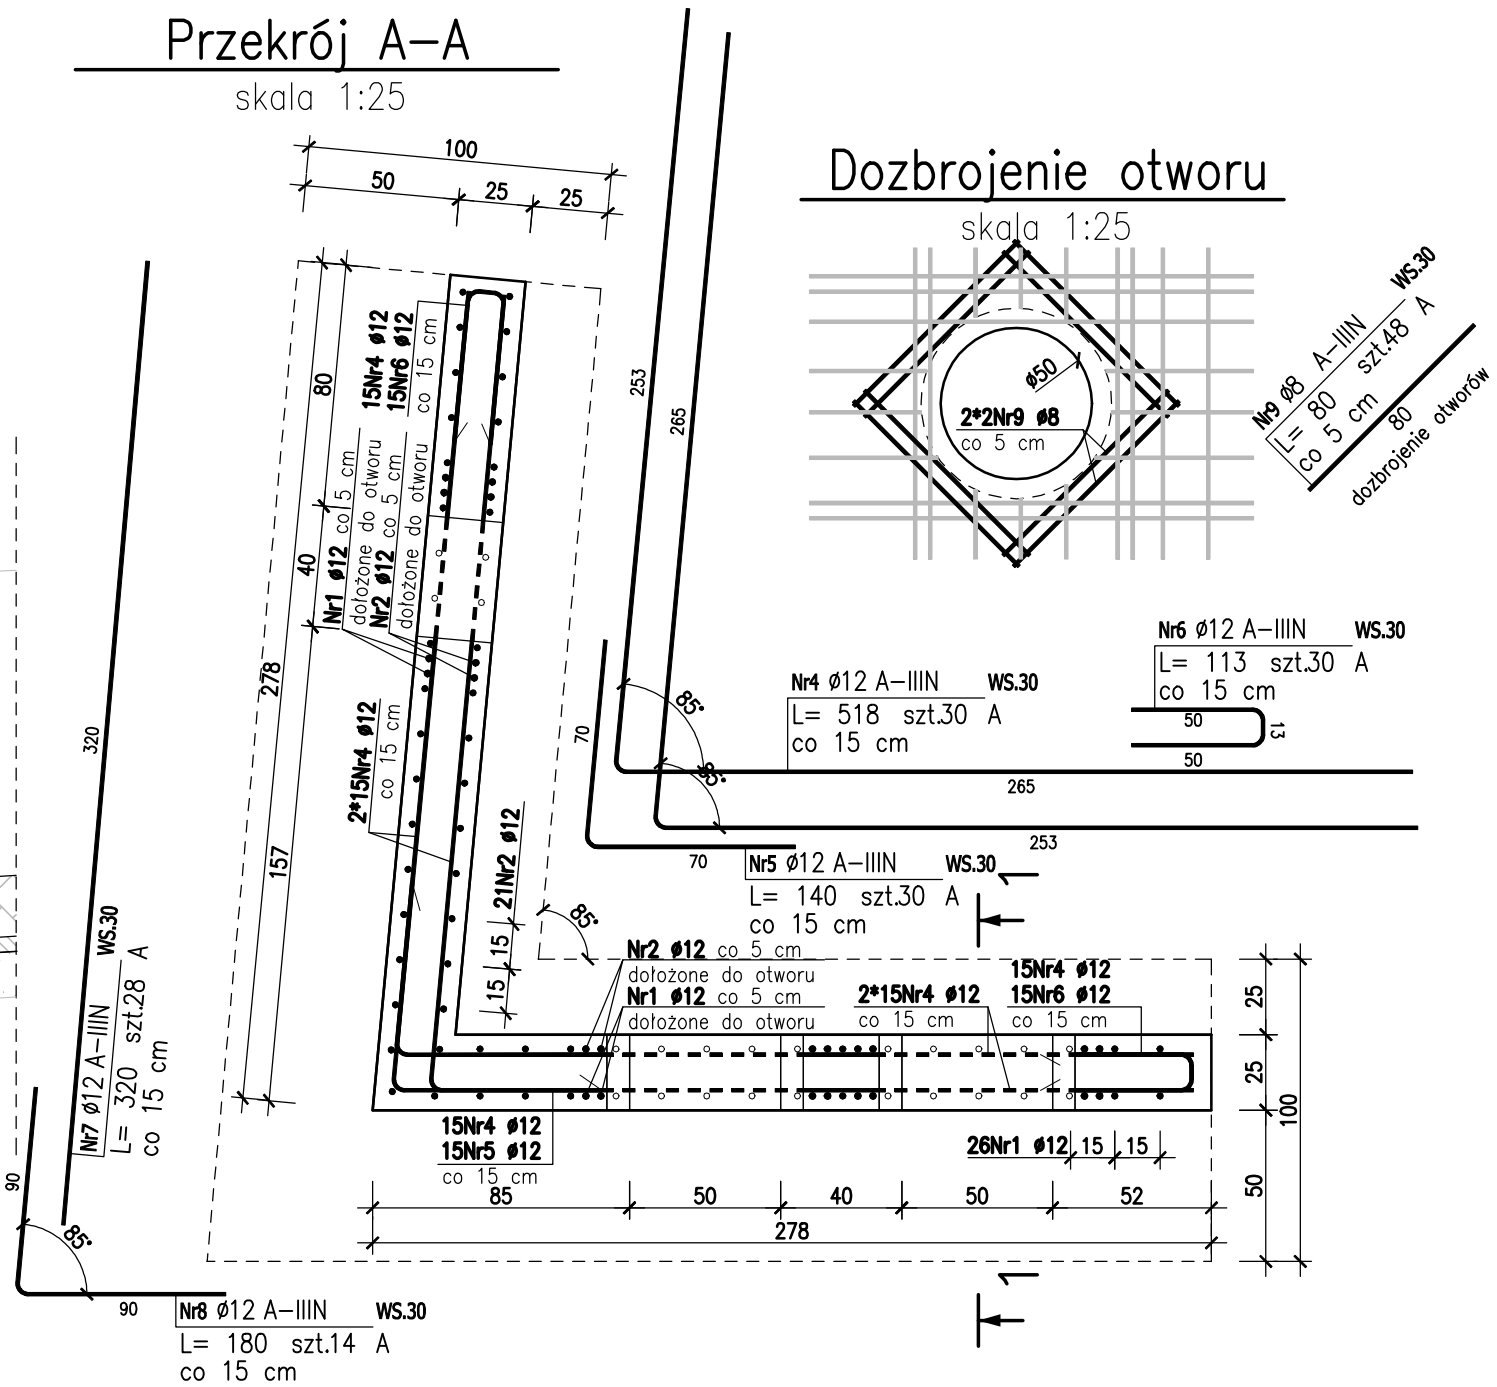 Przekrój A-A
skala 1:25
100
50
25
25
80
40
157
278
15Nr4 ø12
15Nr6 ø12
co 15 cm
Nr1 ø12 co 5 cm
dołożone do otworu
Nr2 ø12 co 5 cm
dołożone do otworu
2*15Nr4 ø12
co 15 cm
21Nr2 ø12
15
15
85°
320
Nr7 ø12 A-IIIN WS.30
L= 320 szt.28 A
co 15 cm
253
265
85°
85°
265
253
Nr4 ø12 A-IIIN WS.30
L= 518 szt.30 A
co 15 cm
70
70
Nr5 ø12 A-IIIN WS.30
L= 140 szt.30 A
co 15 cm
Nr6 ø12 A-IIIN WS.30
L= 113 szt.30 A
co 15 cm
50
13
50
Dozbrojenie otworu
skala 1:25
ø50
2*2Nr9 ø8
co 5 cm
Nr9 ø8 A-IIIN WS.30
L= 80 szt.48 A
co 5 cm
80
dozbrojenie otworów
1
Nr2 ø12 co 5 cm
dołożone do otworu
Nr1 ø12 co 5 cm
dołożone do otworu
2*15Nr4 ø12
co 15 cm
15Nr4 ø12
15Nr6 ø12
co 15 cm
25
25
50
100
15Nr4 ø12
15Nr5 ø12
co 15 cm
26Nr1 ø12
15
15
85
50
40
50
52
278
1
90
85°
90
Nr8 ø12 A-IIIN WS.30
L= 180 szt.14 A
co 15 cm